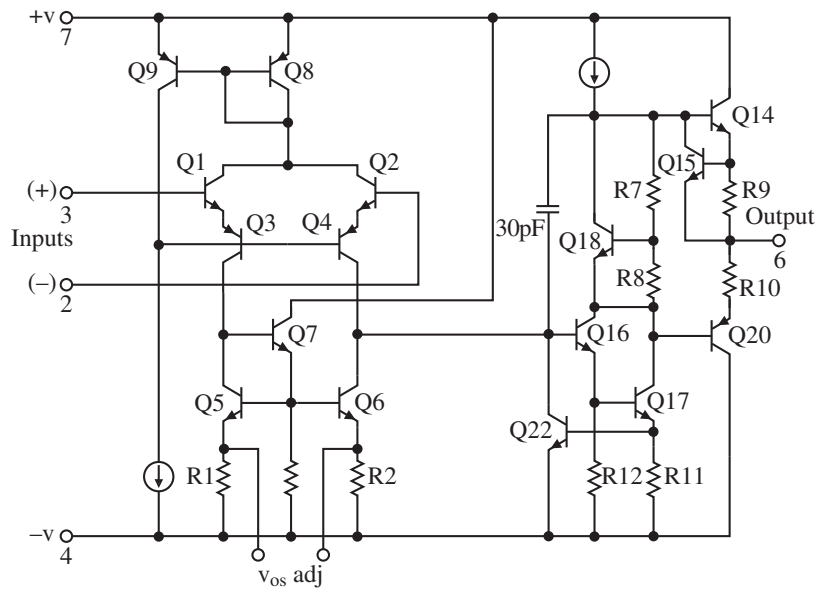 +v
7
Q9
Q8
Q14
Q1
Q2
Q15
(+)
3
R7
R9
Output
6
Inputs
Q3
Q4
30pF
Q18
(–)
2
R8
R10
Q7
Q16
Q20
Q5
Q6
Q17
Q22
R1
R2
R12
R11
–v
4
vos adj